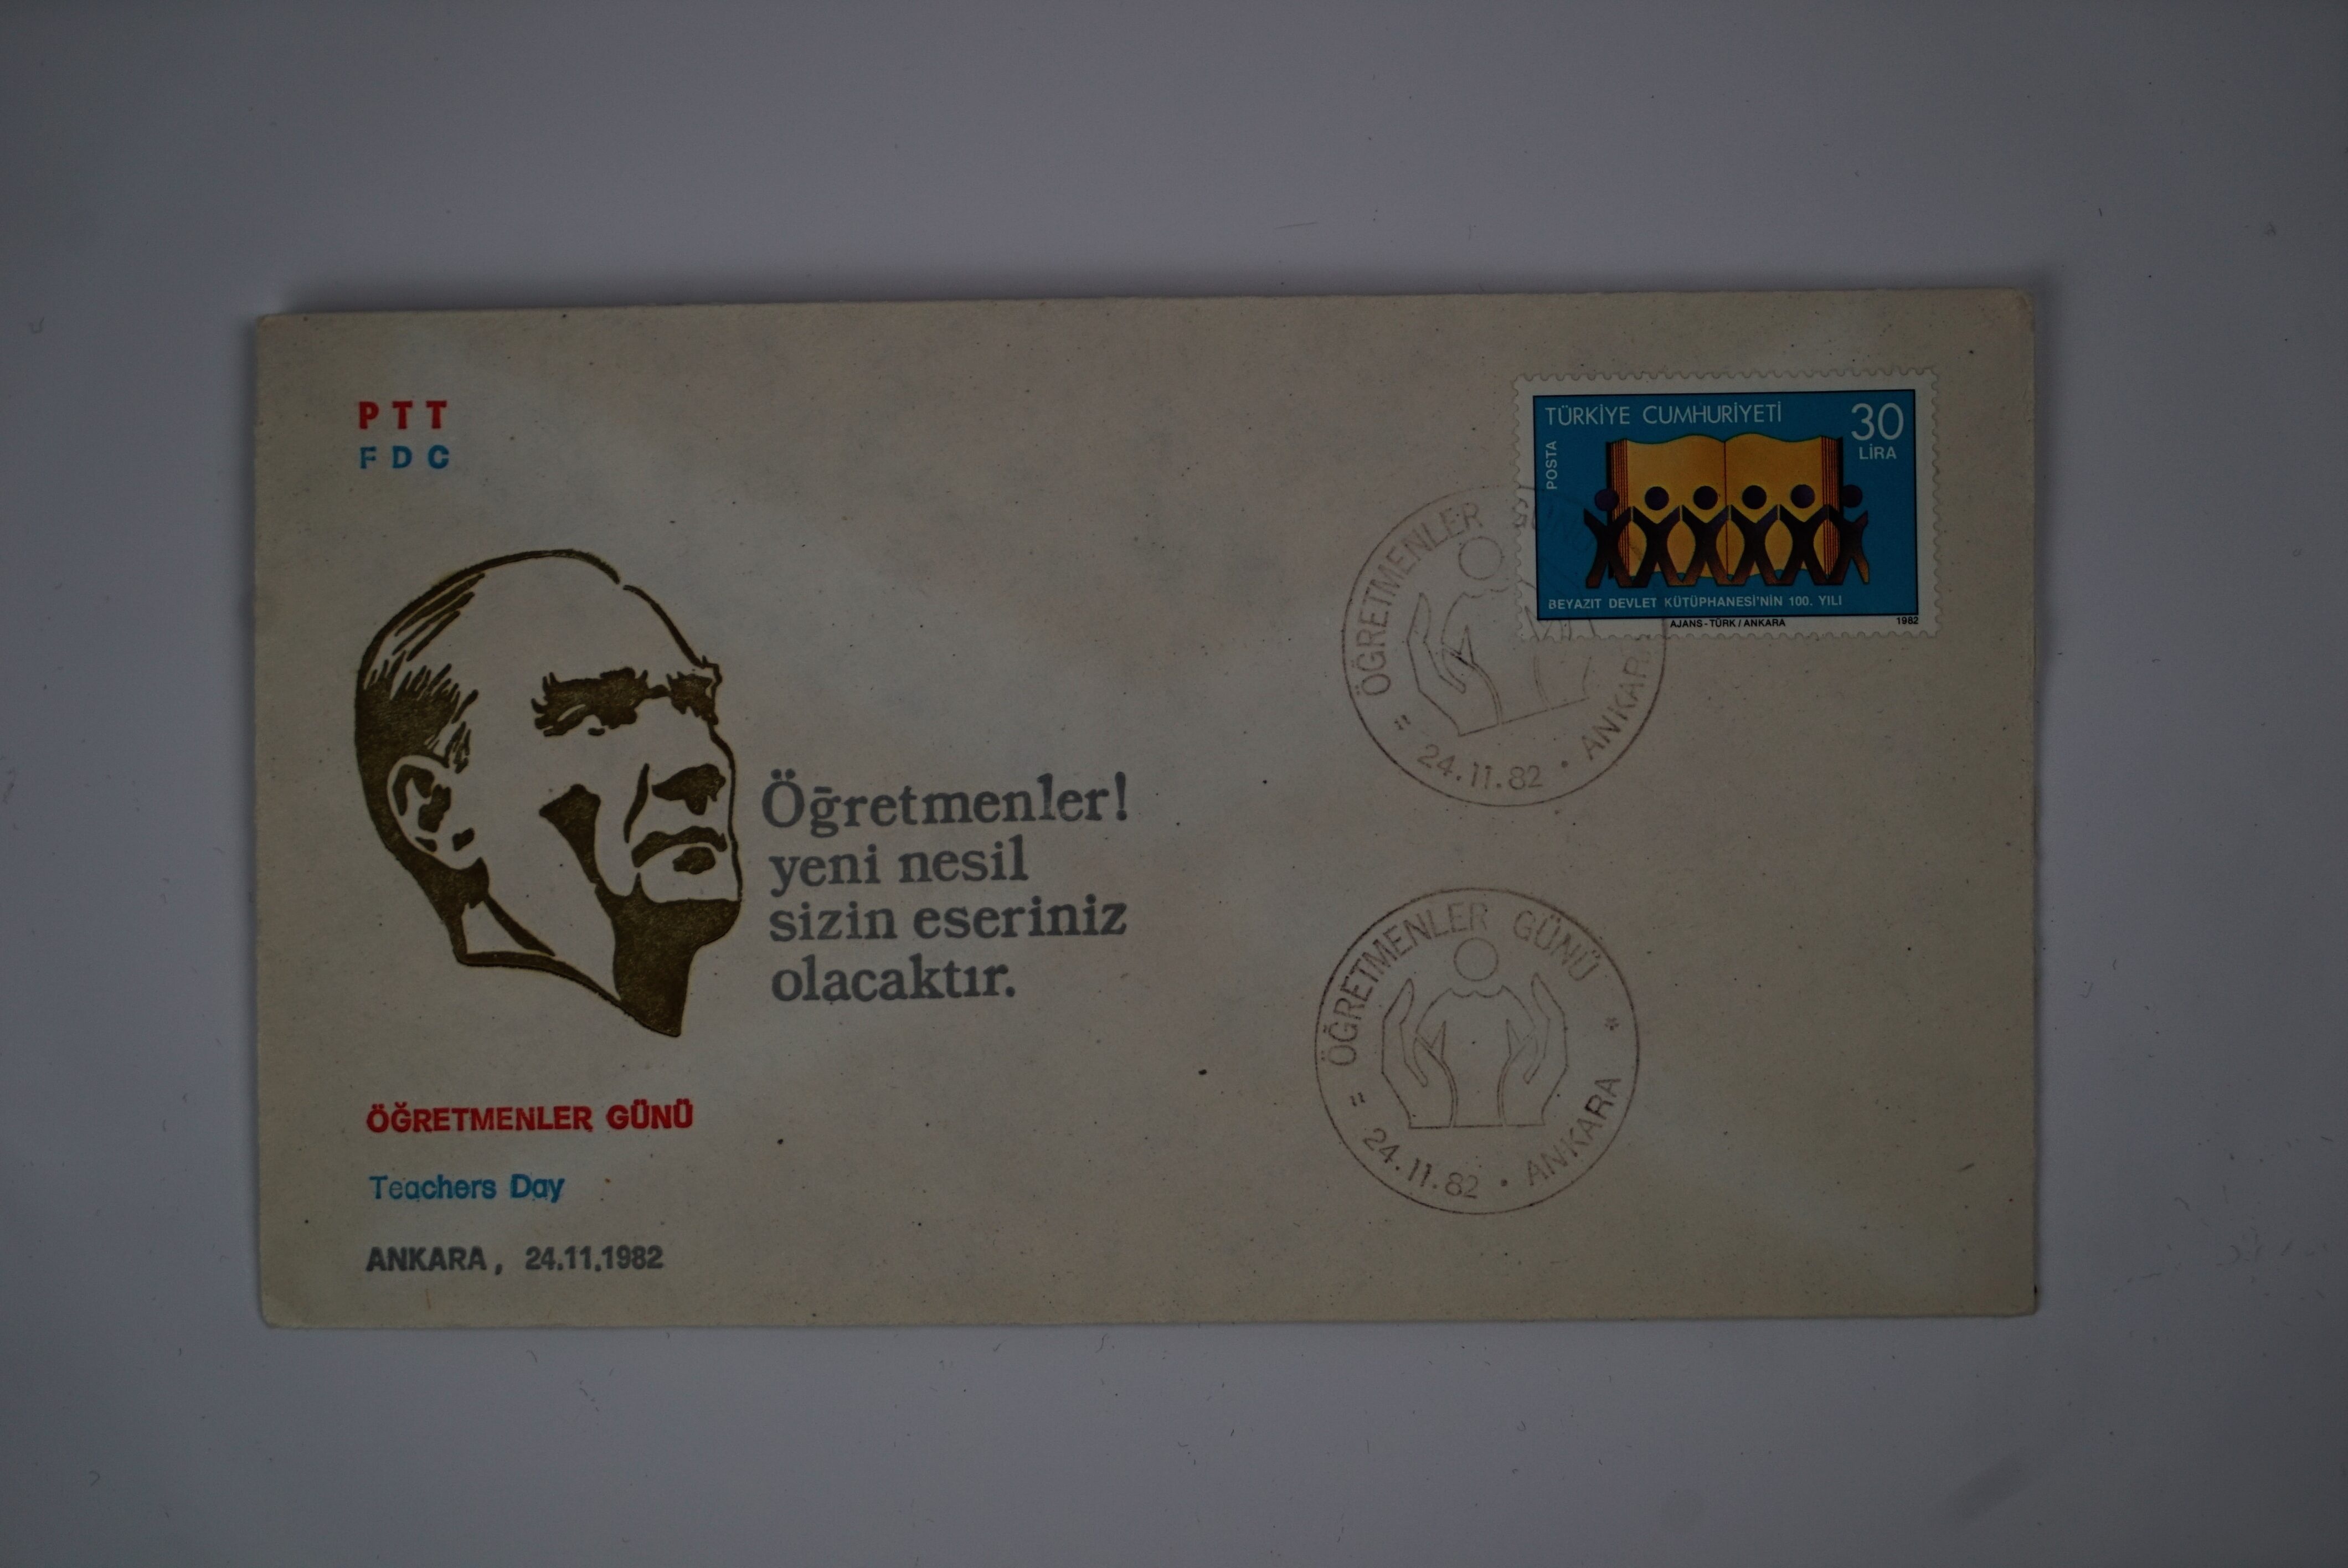 PTT
FDC
Öğretmenler!
yeni nesil
sizin eseriniz
olacaktır.
ÖĞRETMENLER GÜNÜ
Teachers Day
ANKARA, 24.11.1982
TÜRKİYE CUMHURİYETİ
30
LİRA
POSTA
BEYAZIT DEVLET KÜTÜPHANESİ'NİN 100. YILI
AJANS-TÜRK / ANKARA
1982
ÖĞRETMENLER
24.11.82 • ANKARA
ÖĞRETMENLER GÜNÜ
24.11.82 • ANKARA